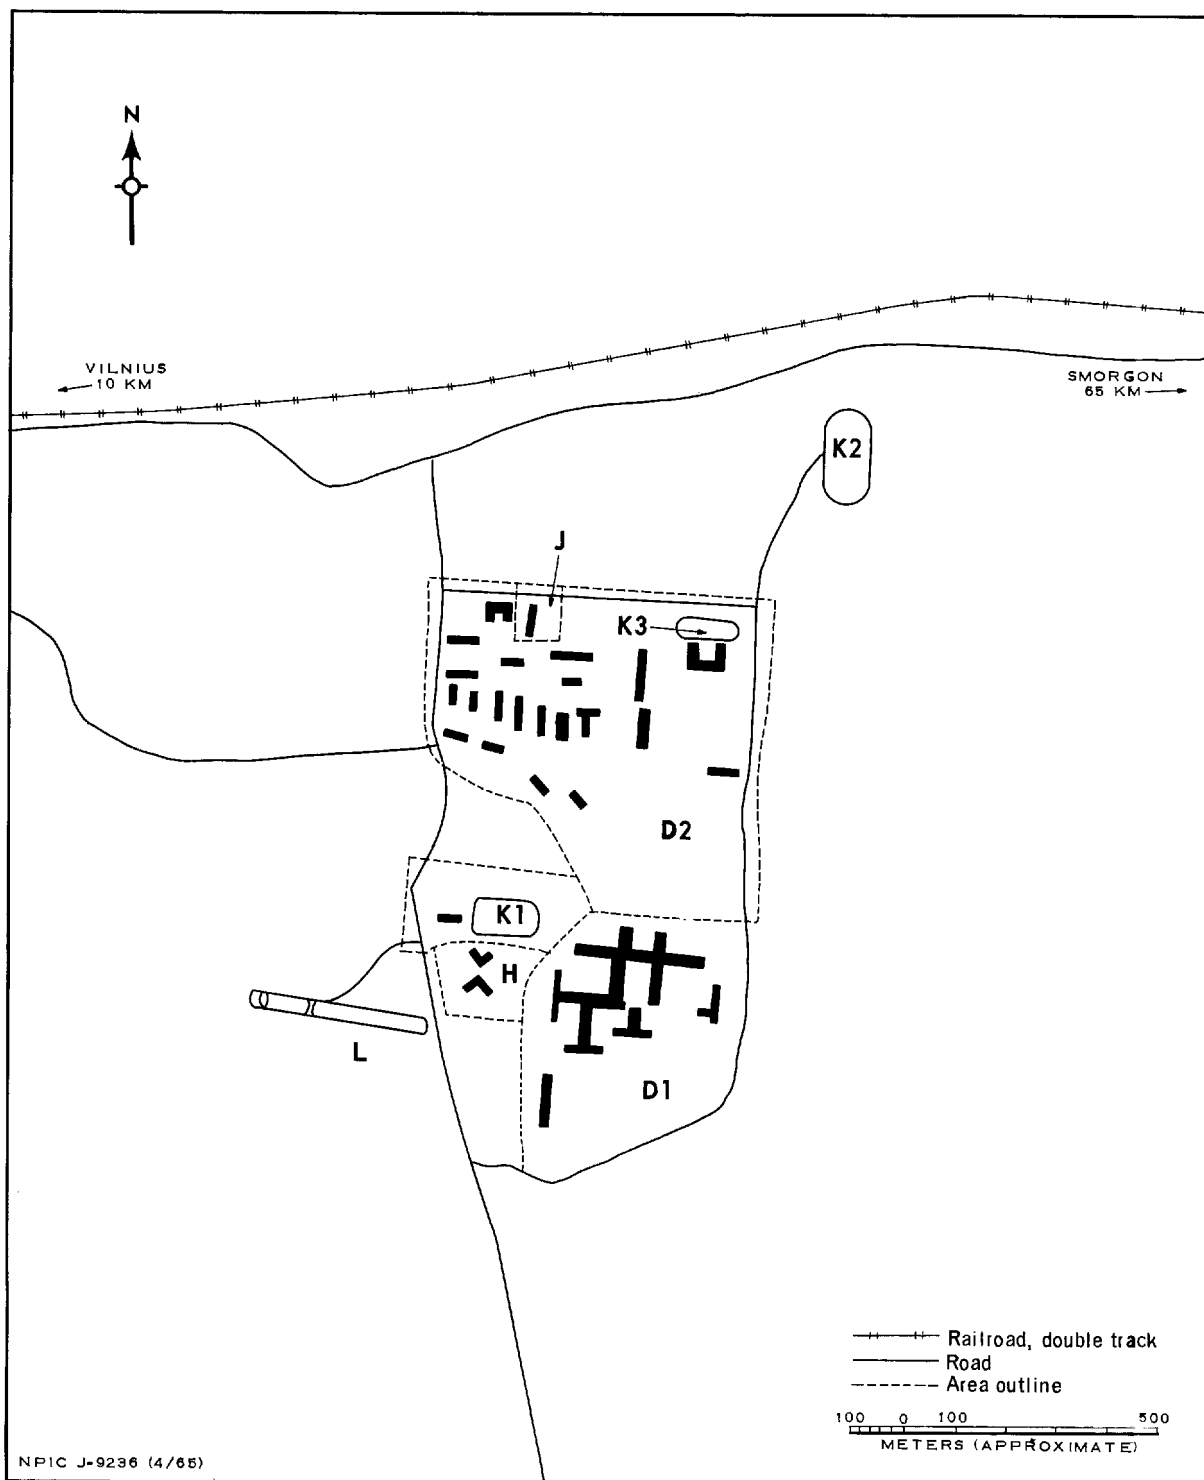 N
VILNIUS
10 KM
SMORGON
65 KM
K2
J
K3
D2
K1
H
L
D1
Railroad, double track
Road
Area outline
100 0 100 500
METERS (APPROXIMATE)
NPIC J-9236 (4/65)